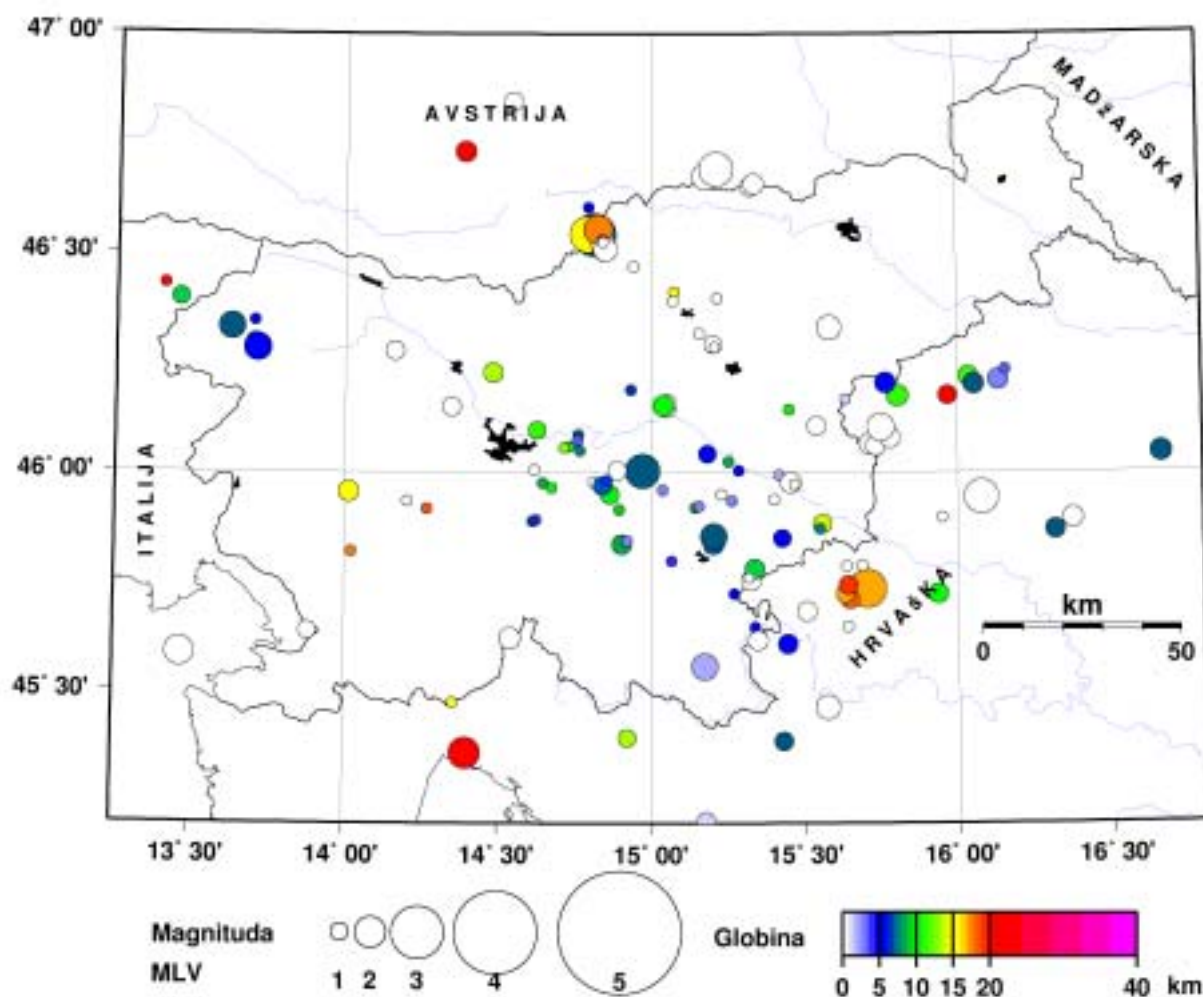 47° 00'
MADŽARSKA
AVSTRIJA
46° 30'
46° 00'
ITALIJA
HRVAŠKA
km
0 50
45° 30'
13° 30' 14° 00' 14° 30' 15° 00' 15° 30' 16° 00' 16° 30'
Magnituda Globina
MLV 1 2 3 4 5 0 5 10 15 20 40 km